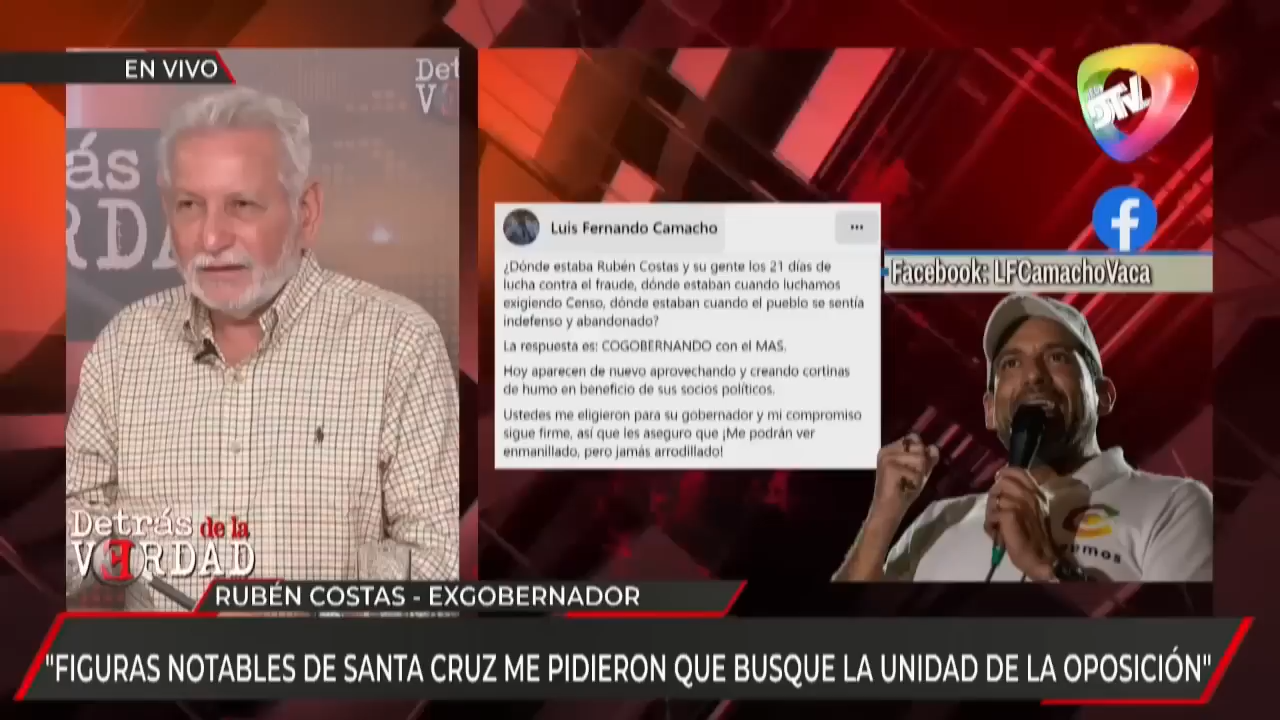 EN VIVO
Det
V
ás
RDA
DTVL
Luis Fernando Camacho
¿Dónde estaba Rubén Costas y su gente los 21 días de
lucha contra el fraude, dónde estaban cuando luchamos
exigiendo Censo, dónde estaban cuando el pueblo se sentía
indefenso y abandonado?
La respuesta es: COGOBERNANDO con el MAS.
Hoy aparecen de nuevo aprovechando y creando cortinas
de humo en beneficio de sus socios políticos.
Ustedes me eligieron para su gobernador y mi compromiso
sigue firme, así que les aseguro que ¡Me podrán ver
enmanillado, pero jamás arrodillado!
Facebook: LFCamachoVaca
emos
Detrás de la
VERDAD
RUBÉN COSTAS - EXGOBERNADOR
"FIGURAS NOTABLES DE SANTA CRUZ ME PIDIERON QUE BUSQUE LA UNIDAD DE LA OPOSICIÓN"